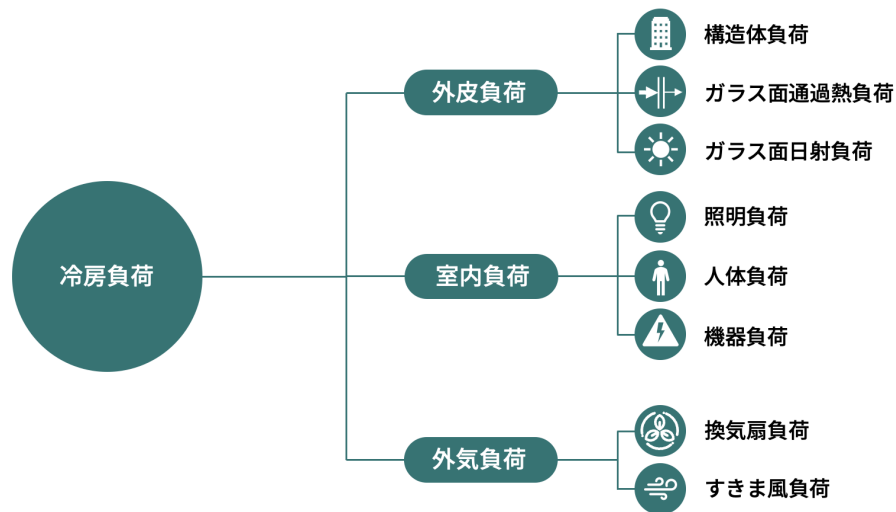 冷房負荷
外皮負荷
構造体負荷
ガラス面通過熱負荷
ガラス面日射負荷
室内負荷
照明負荷
人体負荷
機器負荷
外気負荷
換気扇負荷
すきま風負荷